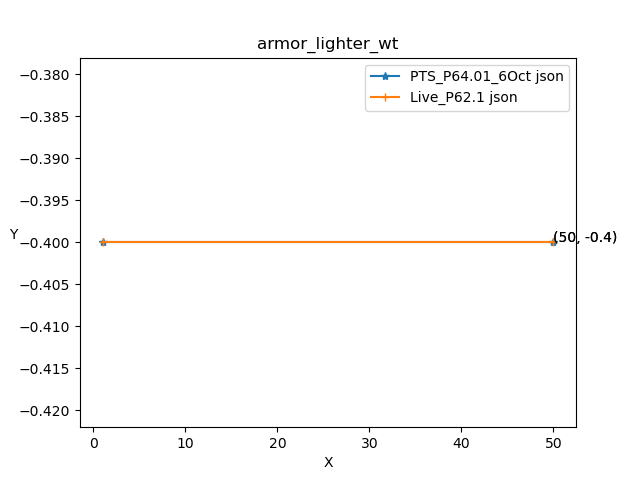 armor_lighter_wt
PTS_P64.01_6Oct json
Live_P62.1 json
−0.380
−0.385
−0.390
−0.395
−0.400
−0.405
−0.410
−0.415
−0.420
Y
(50, -0.4)
0 10 20 30 40 50
X